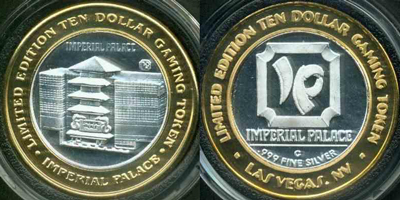 LIMITED EDITION TEN DOLLAR GAMING TOKEN
IMPERIAL PALACE
• IMPERIAL PALACE •
LIMITED EDITION TEN DOLLAR GAMING TOKEN
IP
IMPERIAL PALACE
C
.999 FINE SILVER
• LAS VEGAS, NV •